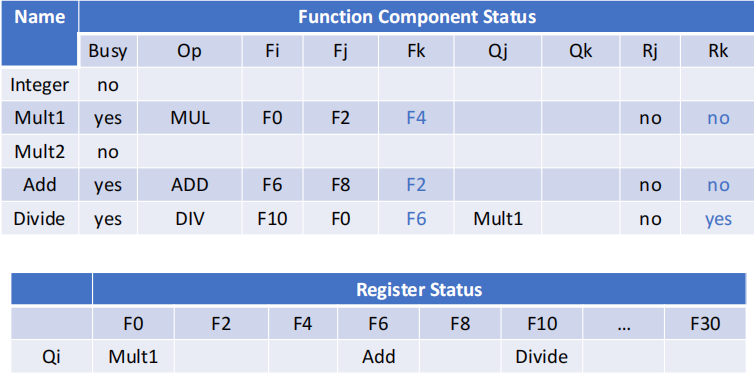 Name Function Component Status
Busy Op Fi Fj Fk Qj Qk Rj Rk
Integer no
Mult1 yes MUL F0 F2 F4 no no
Mult2 no
Add yes ADD F6 F8 F2 no no
Divide yes DIV F10 F0 F6 Mult1 no yes
Register Status
F0 F2 F4 F6 F8 F10 ... F30
Qi Mult1 Add Divide